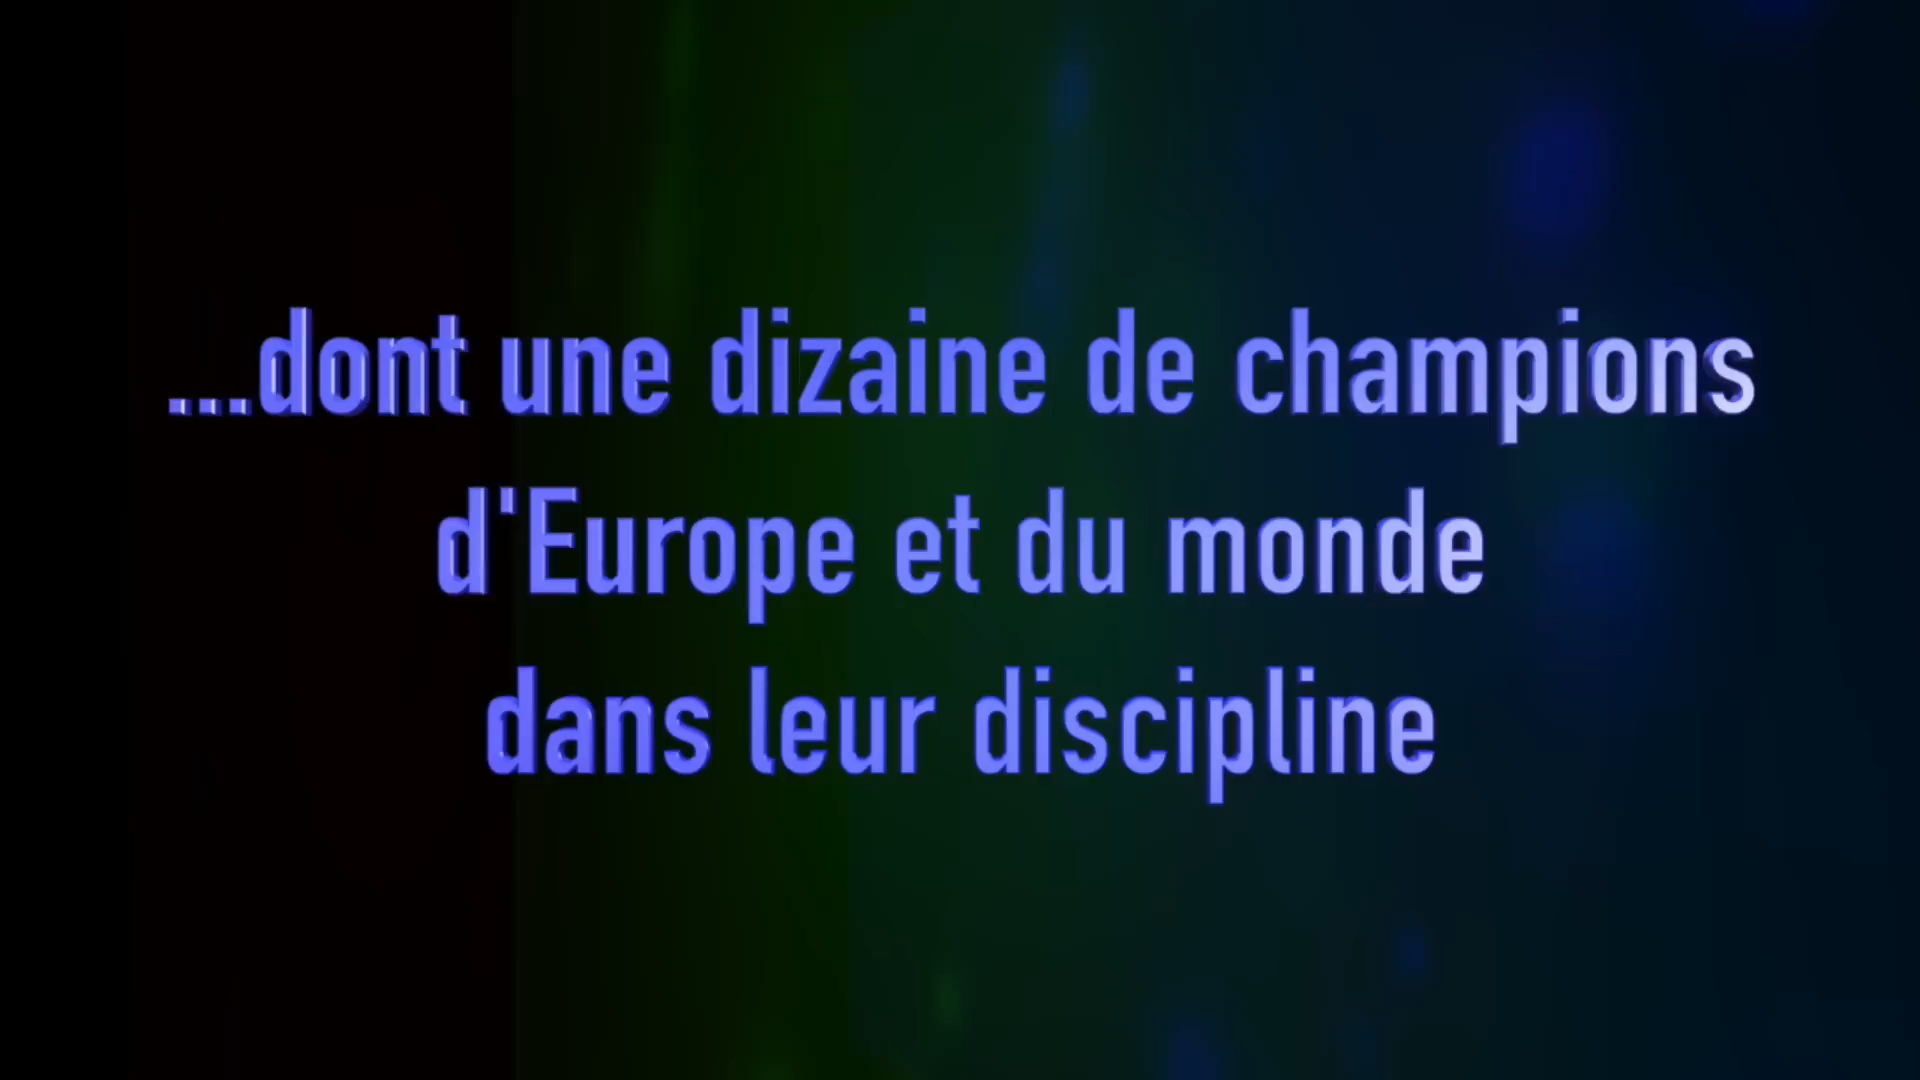 ...dont une dizaine de champions
d'Europe et du monde
dans leur discipline